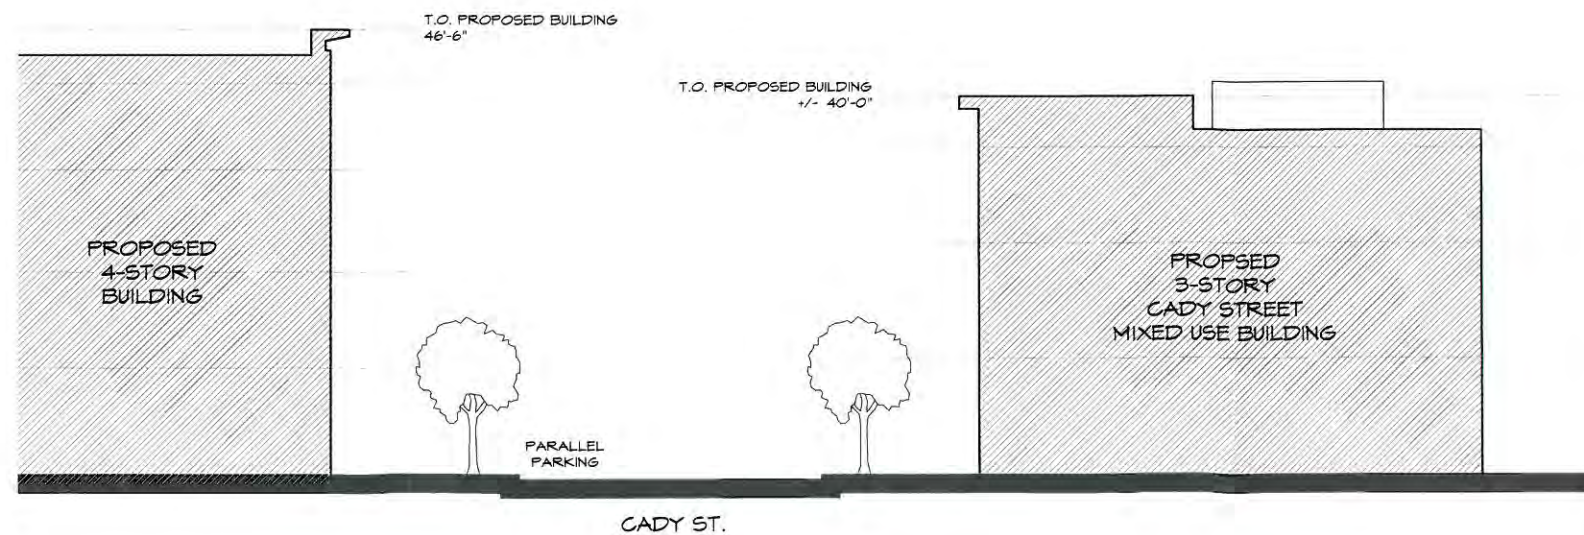 T.O. PROPOSED BUILDING
46'-6"
T.O. PROPOSED BUILDING
+/- 40'-0"
PROPOSED
4-STORY
BUILDING
PROPSED
3-STORY
CADY STREET
MIXED USE BUILDING
PARALLEL
PARKING
CADY ST.